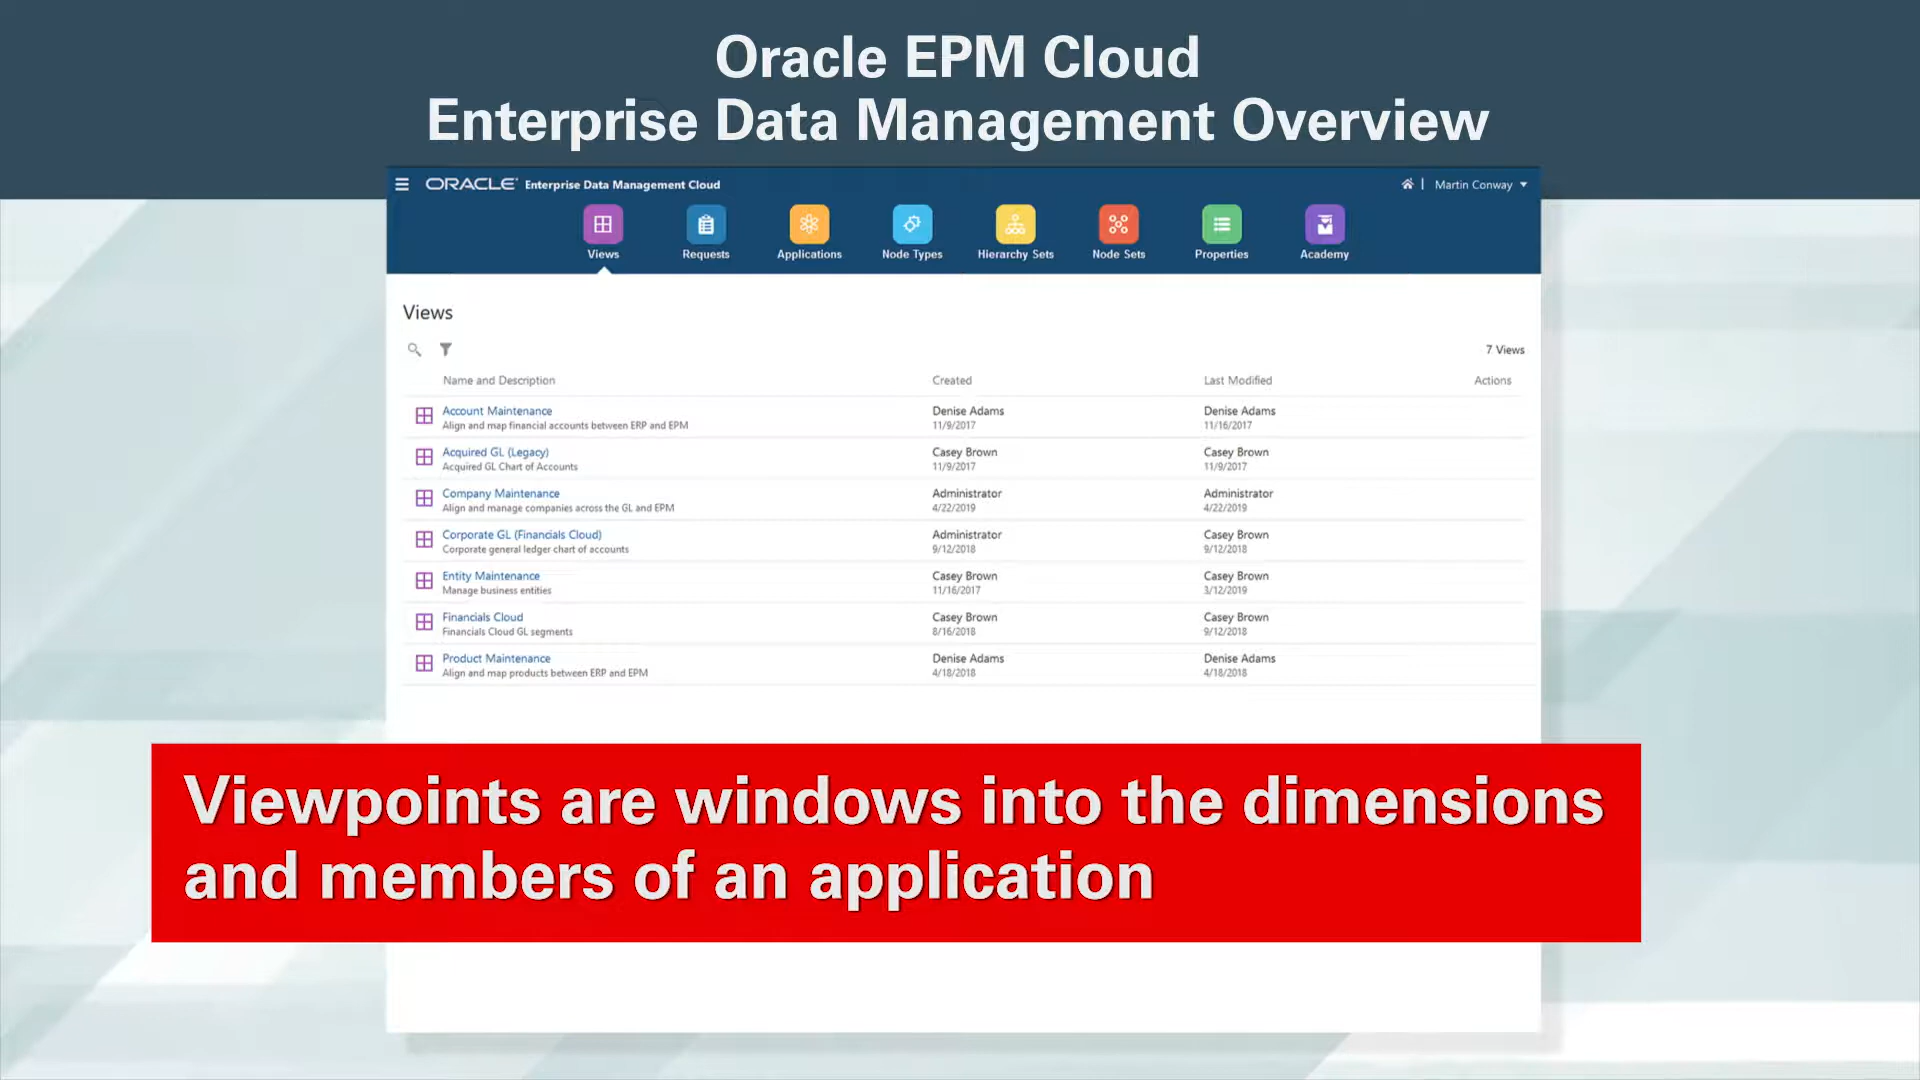 Oracle EPM Cloud
Enterprise Data Management Overview
ORACLE® Enterprise Data Management Cloud
Martin Conway
Views
Requests
Applications
Node Types
Hierarchy Sets
Node Sets
Properties
Academy
Views
7 Views
Name and Description Created Last Modified Actions
Account Maintenance Denise Adams Denise Adams
Align and map financial accounts between ERP and EPM 11/9/2017 11/16/2017
Acquired GL (Legacy) Casey Brown Casey Brown
Acquired GL Chart of Accounts 11/9/2017 11/9/2017
Company Maintenance Administrator Administrator
Align and manage companies across the GL and EPM 4/22/2019 4/22/2019
Corporate GL (Financials Cloud) Administrator Casey Brown
Corporate general ledger chart of accounts 9/12/2018 9/12/2018
Entity Maintenance Casey Brown Casey Brown
Manage business entities 11/16/2017 3/12/2019
Financials Cloud Casey Brown Casey Brown
Financials Cloud GL segments 8/16/2018 9/12/2018
Product Maintenance Denise Adams Denise Adams
Align and map products between ERP and EPM 4/18/2018 4/18/2018
Viewpoints are windows into the dimensions
and members of an application